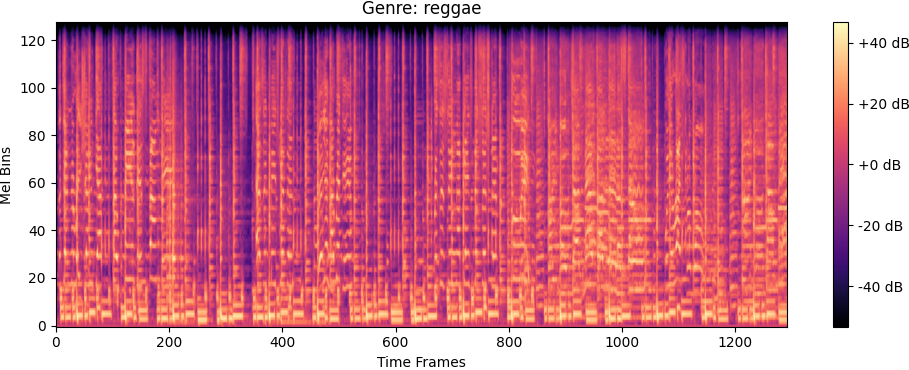 Genre: reggae
120
100
80
60
40
20
0
Mel Bins
0 200 400 600 800 1000 1200
Time Frames
+40 dB
+20 dB
+0 dB
-20 dB
-40 dB